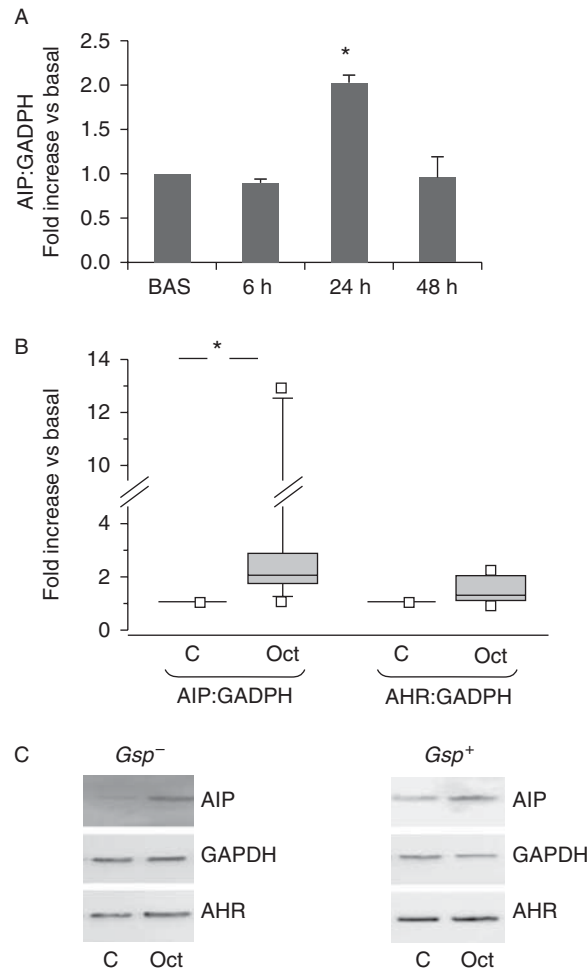 A
AIP:GADPH
Fold increase vs basal
2.5
2.0
1.5
1.0
0.5
0.0
*
BAS 6 h 24 h 48 h
B
Fold increase vs basal
14
12
10
4
2
0
*
C Oct C Oct
AIP:GADPH AHR:GADPH
C
Gsp− Gsp+
AIP AIP
GAPDH GAPDH
AHR AHR
C Oct C Oct